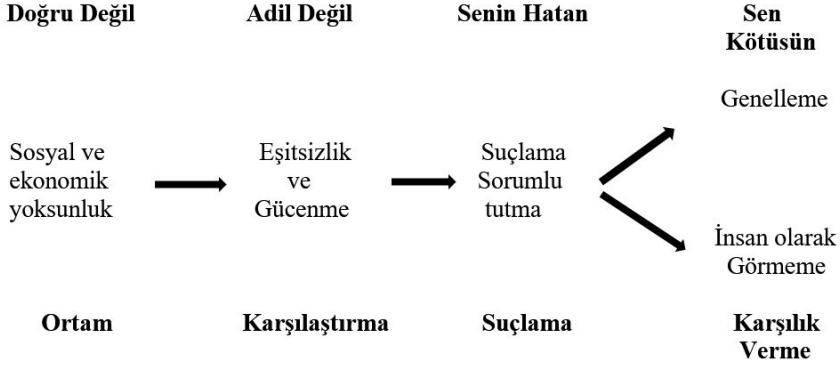 Doğru Değil
Adil Değil
Senin Hatan
Sen
Kötüsün
Genelleme
Sosyal ve
ekonomik
yoksunluk
Eşitsizlik
ve
Gücenme
Suçlama
Sorumlu
tutma
İnsan olarak
Görmeme
Ortam
Karşılaştırma
Suçlama
Karşılık
Verme